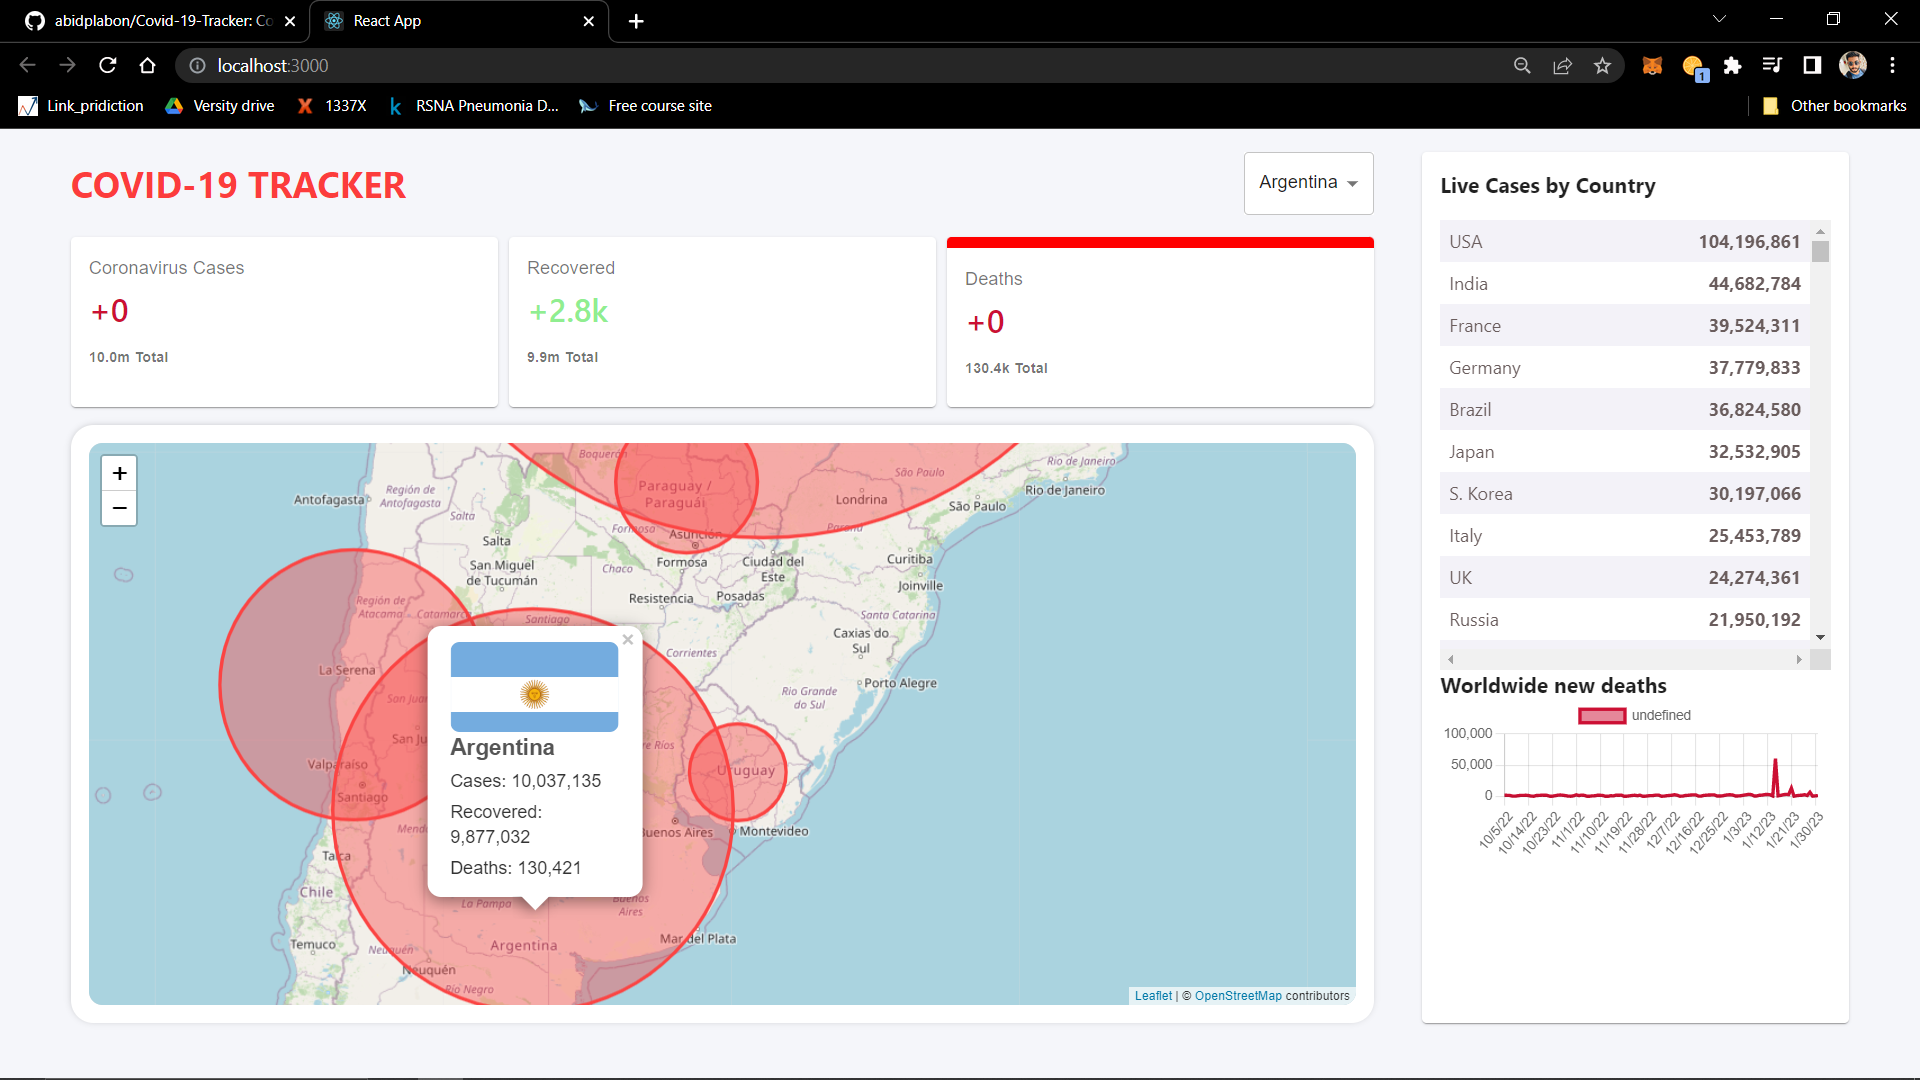 abidplabon/Covid-19-Tracker: Co
React App
localhost:3000
Link_pridiction
Versity drive
1337X
RSNA Pneumonia D...
Free course site
Other bookmarks
1
COVID-19 TRACKER
Argentina
Coronavirus Cases
+0
10.0m Total
Recovered
+2.8k
9.9m Total
Deaths
+0
130.4k Total
+
−
Boquerón
Paraguay /
Paraguái
São Paulo
Rio de Janeiro
Rio de Janeiro
Londrina
São Paulo
Paraná
Antofagasta
Región de
Antofagasta
Salta
Salta
Formosa
Asunción
Formosa
Ciudad del
Este
Curitiba
San Miguel
de Tucumán
Chaco
Joinville
Resistencia
Posadas
Región de
Atacama
Catamarca
Santiago
Santa Catarina
Caxias do
Sul
Corrientes
La Serena
San Juan
Rio Grande
do Sul
Porto Alegre
San Ju
re Ríos
Valparaíso
Uruguay
Santiago
Mend
Buenos Aires
Montevideo
Talca
Chile
La Pampa
Buenos
Aires
Temuco
Neuquén
Argentina
Mar del Plata
Neuquén
Río Negro
×
Argentina
Cases: 10,037,135
Recovered:
9,877,032
Deaths: 130,421
Leaflet | © OpenStreetMap contributors
Live Cases by Country
USA 104,196,861
India 44,682,784
France 39,524,311
Germany 37,779,833
Brazil 36,824,580
Japan 32,532,905
S. Korea 30,197,066
Italy 25,453,789
UK 24,274,361
Russia 21,950,192
Worldwide new deaths
undefined
100,000
50,000
0
10/5/22
10/14/22
10/23/22
11/1/22
11/10/22
11/19/22
11/28/22
12/7/22
12/16/22
12/25/22
1/3/23
1/12/23
1/21/23
1/30/23